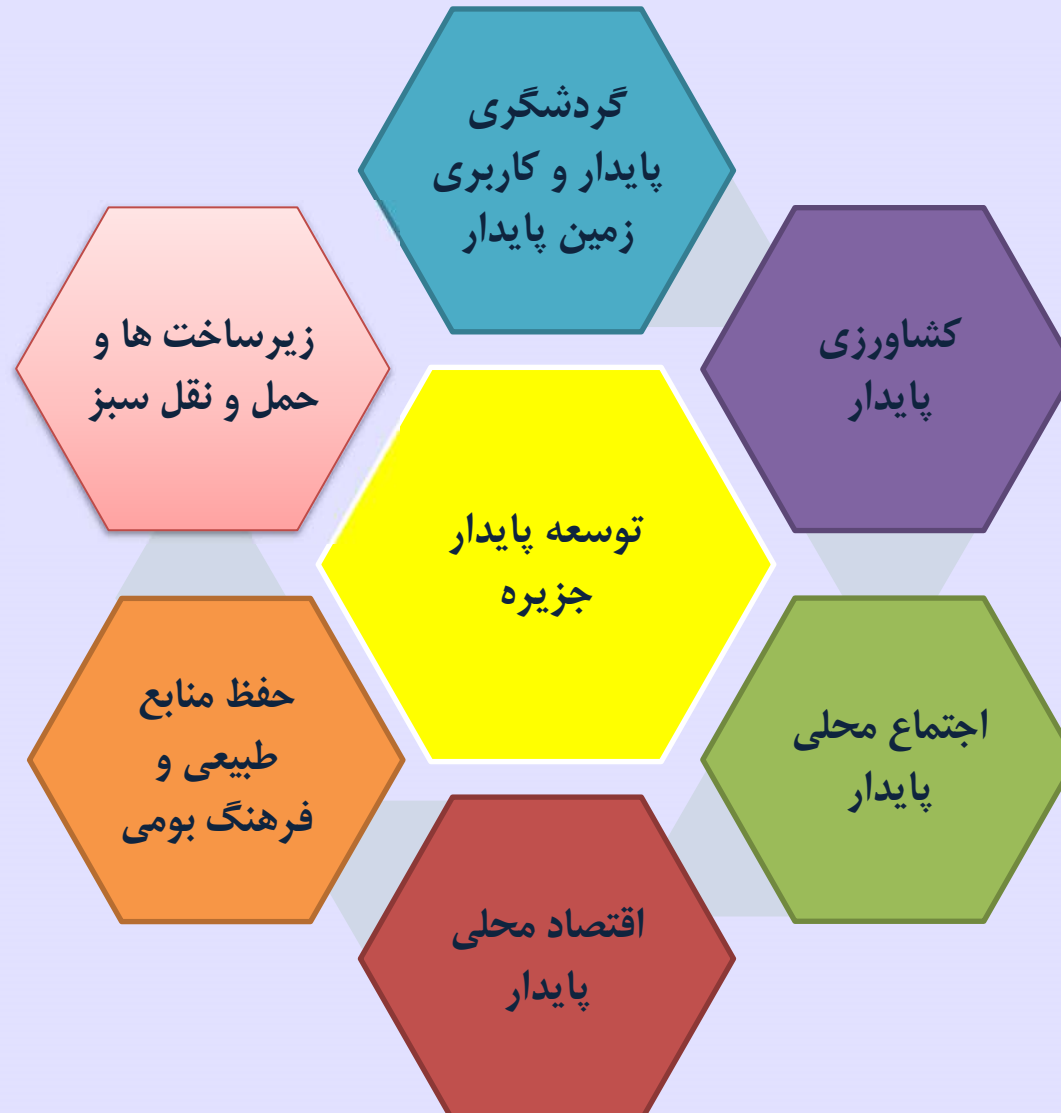 گردشگری
پایدار و کاربری
زمین پایدار
کشاورزی
پایدار
زیرساخت ها و
حمل و نقل سبز
توسعه پایدار
جزیره
اجتماع محلی
پایدار
حفظ منابع
طبیعی و
فرهنگ بومی
اقتصاد محلی
پایدار